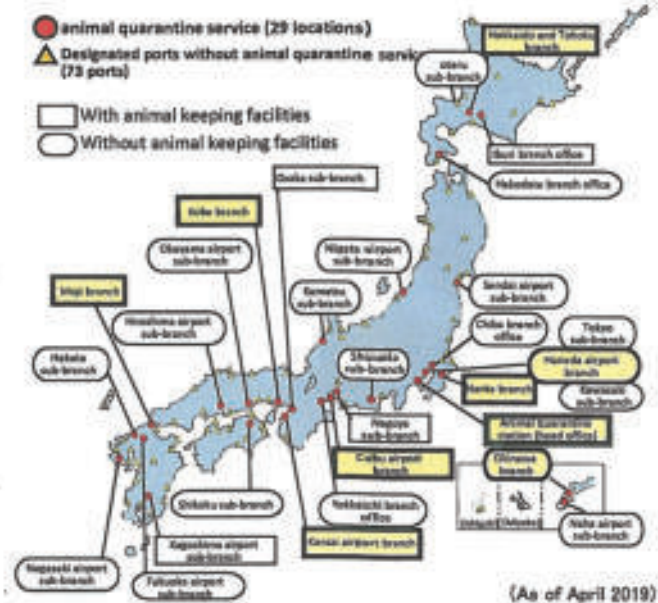 animal quarantine service (29 locations)
Designated ports without animal quarantine service
(73 ports)
With animal keeping facilities
Without animal keeping facilities
Hokkaido and Tohoku
branch
Otaru
sub-branch
Iburi branch office
Hakodate branch office
Osaka sub-branch
Kobe branch
Okayama airport
sub-branch
Niigata airport
sub-branch
Sendai airport
sub-branch
Moji branch
Hiroshima airport
sub-branch
Komatsu
sub-branch
Chiba branch
office
Tokyo
sub-branch
Hakata
sub-branch
Shizuoka
sub-branch
Haneda airport
branch
Narita branch
Kawasaki
sub-branch
Nagoya
sub-branch
Animal Quarantine
station (head office)
Chubu airport
branch
Okinawa
branch
Shikoku sub-branch
Yokkaichi branch
office
Kagoshima airport
sub-branch
Kansai airport branch
Naha airport
sub-branch
Nagasaki airport
sub-branch
Fukuoka airport
sub-branch
(As of April 2019)